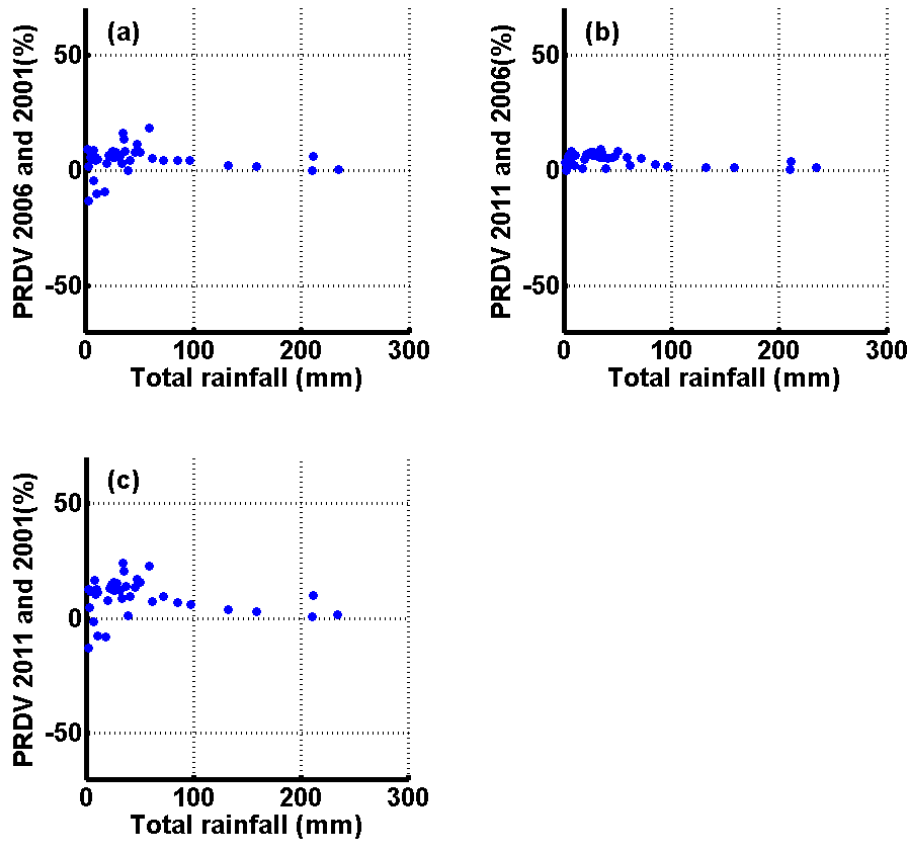 (a)
PRDV 2006 and 2001(%)
50
0
-50
0 100 200 300
Total rainfall (mm)
(b)
PRDV 2011 and 2006(%)
50
0
-50
0 100 200 300
Total rainfall (mm)
(c)
PRDV 2011 and 2001(%)
50
0
-50
0 100 200 300
Total rainfall (mm)